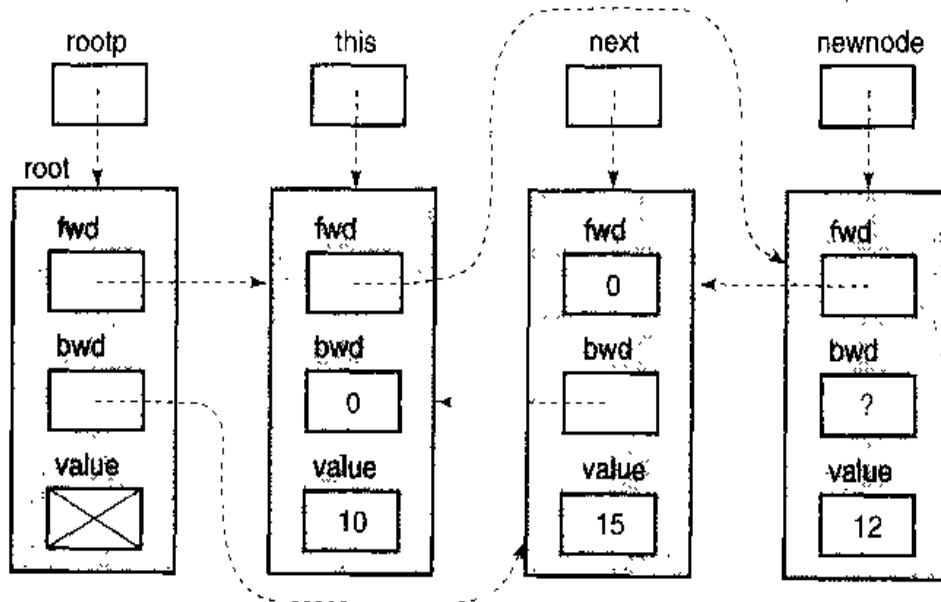 rootp this next newnode
root
fwd fwd fwd fwd
0
bwd bwd bwd bwd
0 ?
value value value value
10 15 12